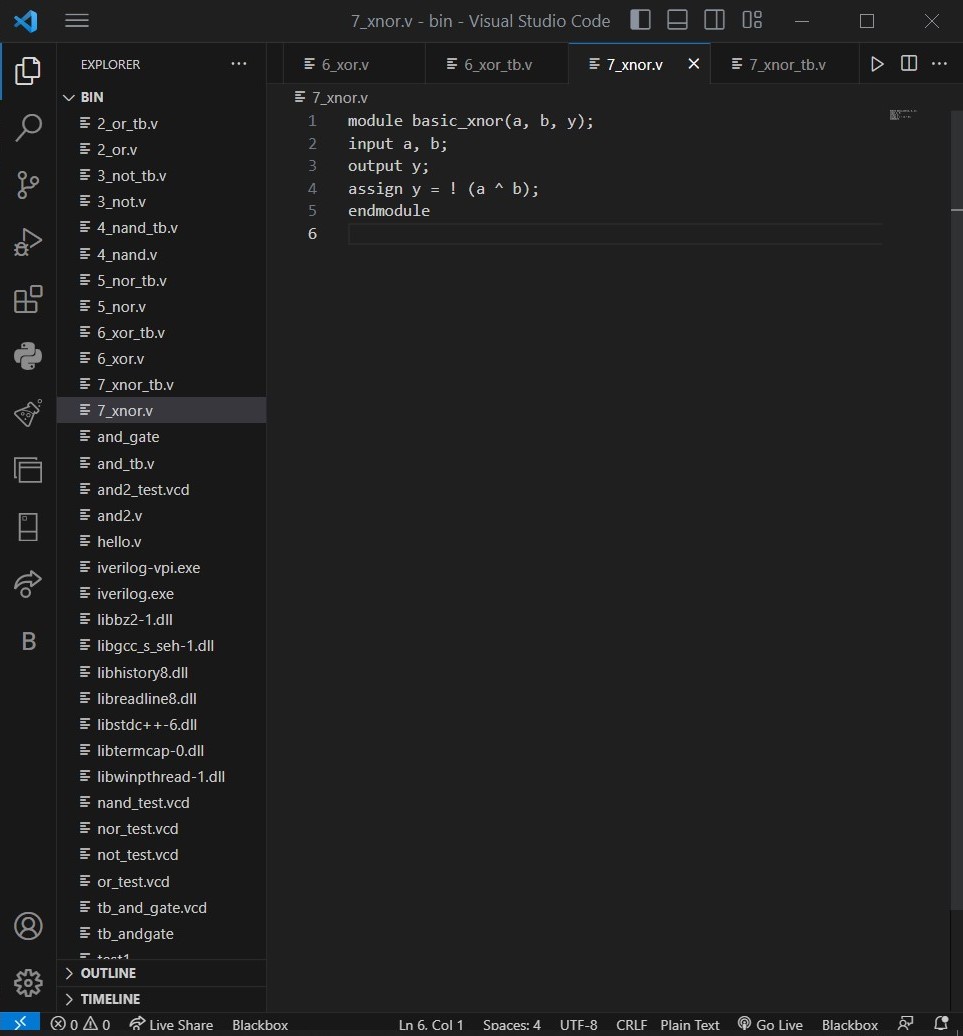 7_xnor.v - bin - Visual Studio Code
EXPLORER
BIN
2_or_tb.v
2_or.v
3_not_tb.v
3_not.v
4_nand_tb.v
4_nand.v
5_nor_tb.v
5_nor.v
6_xor_tb.v
6_xor.v
7_xnor_tb.v
7_xnor.v
and_gate
and_tb.v
and2_test.vcd
and2.v
hello.v
iverilog-vpi.exe
iverilog.exe
libbz2-1.dll
libgcc_s_seh-1.dll
libhistory8.dll
libreadline8.dll
libstdc++-6.dll
libtermcap-0.dll
libwinpthread-1.dll
nand_test.vcd
nor_test.vcd
not_test.vcd
or_test.vcd
tb_and_gate.vcd
tb_andgate
test1
OUTLINE
TIMELINE
B
6_xor.v 6_xor_tb.v 7_xnor.v 7_xnor_tb.v
7_xnor.v
1 module basic_xnor(a, b, y);
2 input a, b;
3 output y;
4 assign y = ! (a ^ b);
5 endmodule
6
0 0 Live Share Blackbox Ln 6, Col 1 Spaces: 4 UTF-8 CRLF Plain Text Go Live Blackbox